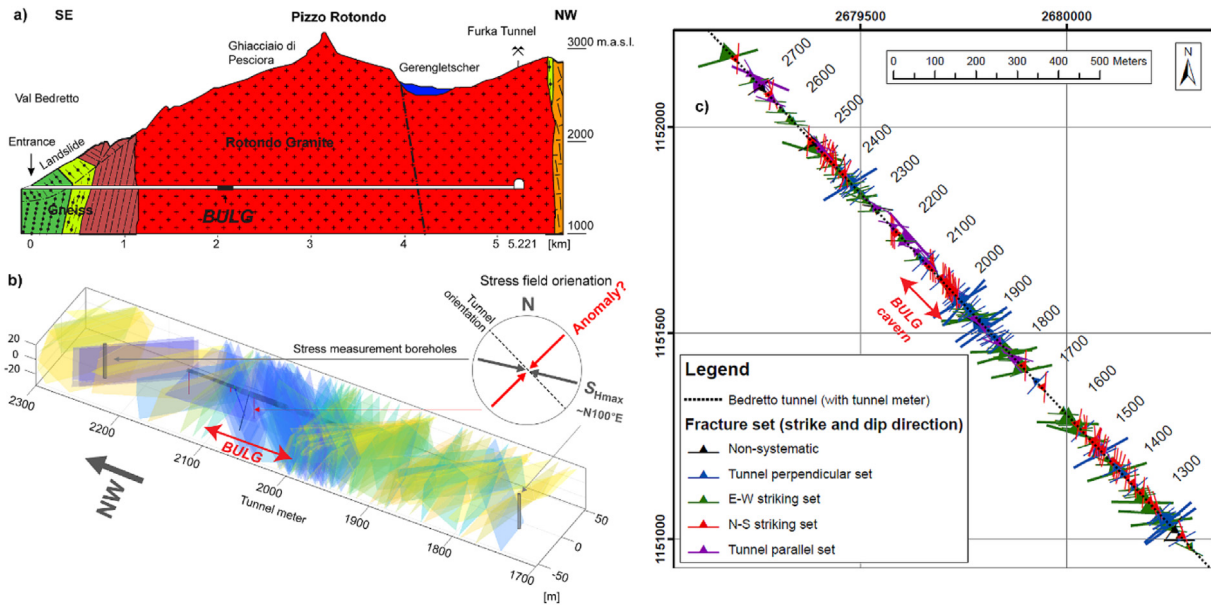 a)
SE
Pizzo Rotondo
NW
Furka Tunnel
3000 m.a.s.l.
Ghiacciaio di
Pesciora
Gerengletscher
Val Bedretto
2000
Entrance
Landslide
Rotondo Granite
Gneiss
BULG
1000
0
1
2
3
4
5
5.221
[km]
b)
Stress field orienation
N
Anomaly?
Tunnel
orientation
Stress measurement boreholes
SHmax
~N100°E
20
0
-20
2300
2200
2100
2000
1900
1800
1700
BULG
NW
Tunnel meter
50
0
-50
[m]
c)
2679500
2680000
0 100 200 300 400 500 Meters
N
1152000
1151500
1151000
2700
2600
2500
2400
2300
2200
2100
2000
1900
1800
1700
1600
1500
1400
1300
BULG
cavern
Legend
Bedretto tunnel (with tunnel meter)
Fracture set (strike and dip direction)
Non-systematic
Tunnel perpendicular set
E-W striking set
N-S striking set
Tunnel parallel set